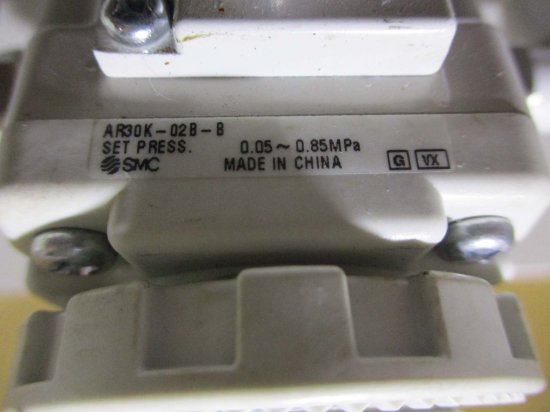 AR30K-02B-B
SET PRESS. 0.05~0.85MPa
SMC MADE IN CHINA G VX